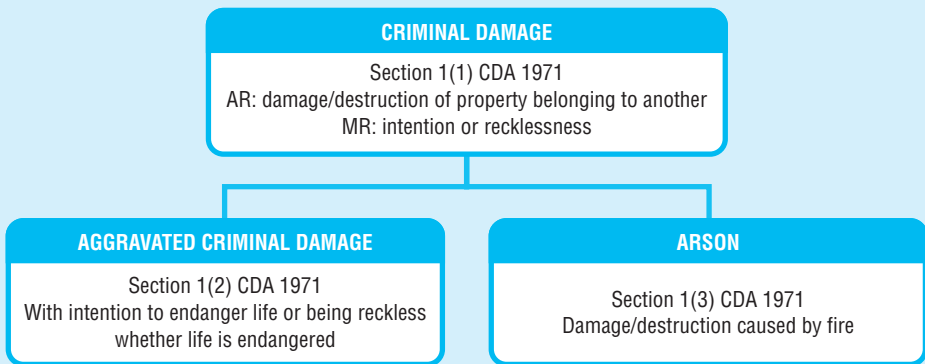 CRIMINAL DAMAGE
Section 1(1) CDA 1971
AR: damage/destruction of property belonging to another
MR: intention or recklessness
AGGRAVATED CRIMINAL DAMAGE
Section 1(2) CDA 1971
With intention to endanger life or being reckless
whether life is endangered
ARSON
Section 1(3) CDA 1971
Damage/destruction caused by fire